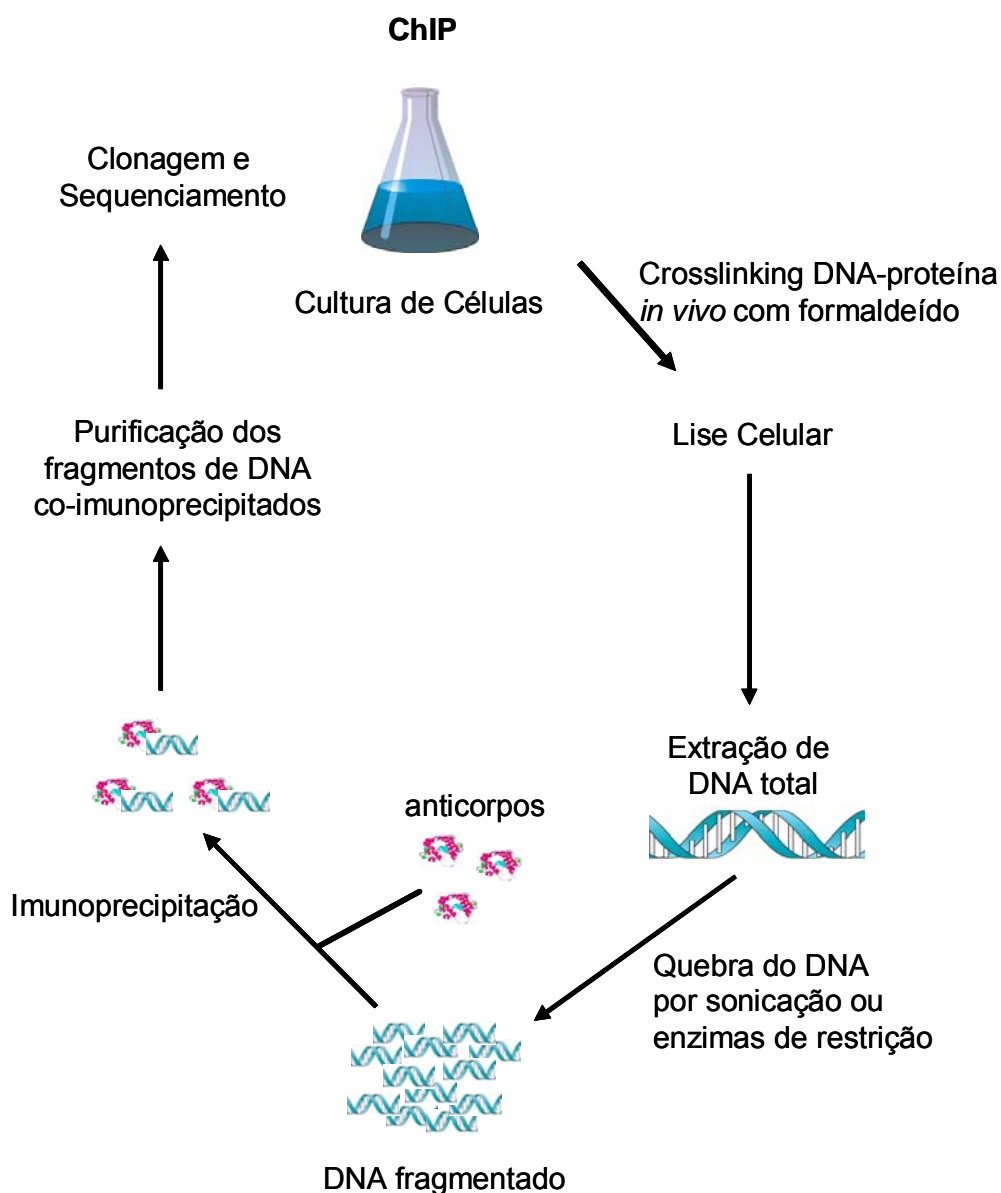 ChIP
Clonagem e
Sequenciamento
Cultura de Células
Crosslinking DNA-proteína
in vivo com formaldeído
Lise Celular
Extração de
DNA total
Quebra do DNA
por sonicação ou
enzimas de restrição
DNA fragmentado
anticorpos
Imunoprecipitação
Purificação dos
fragmentos de DNA
co-imunoprecipitados